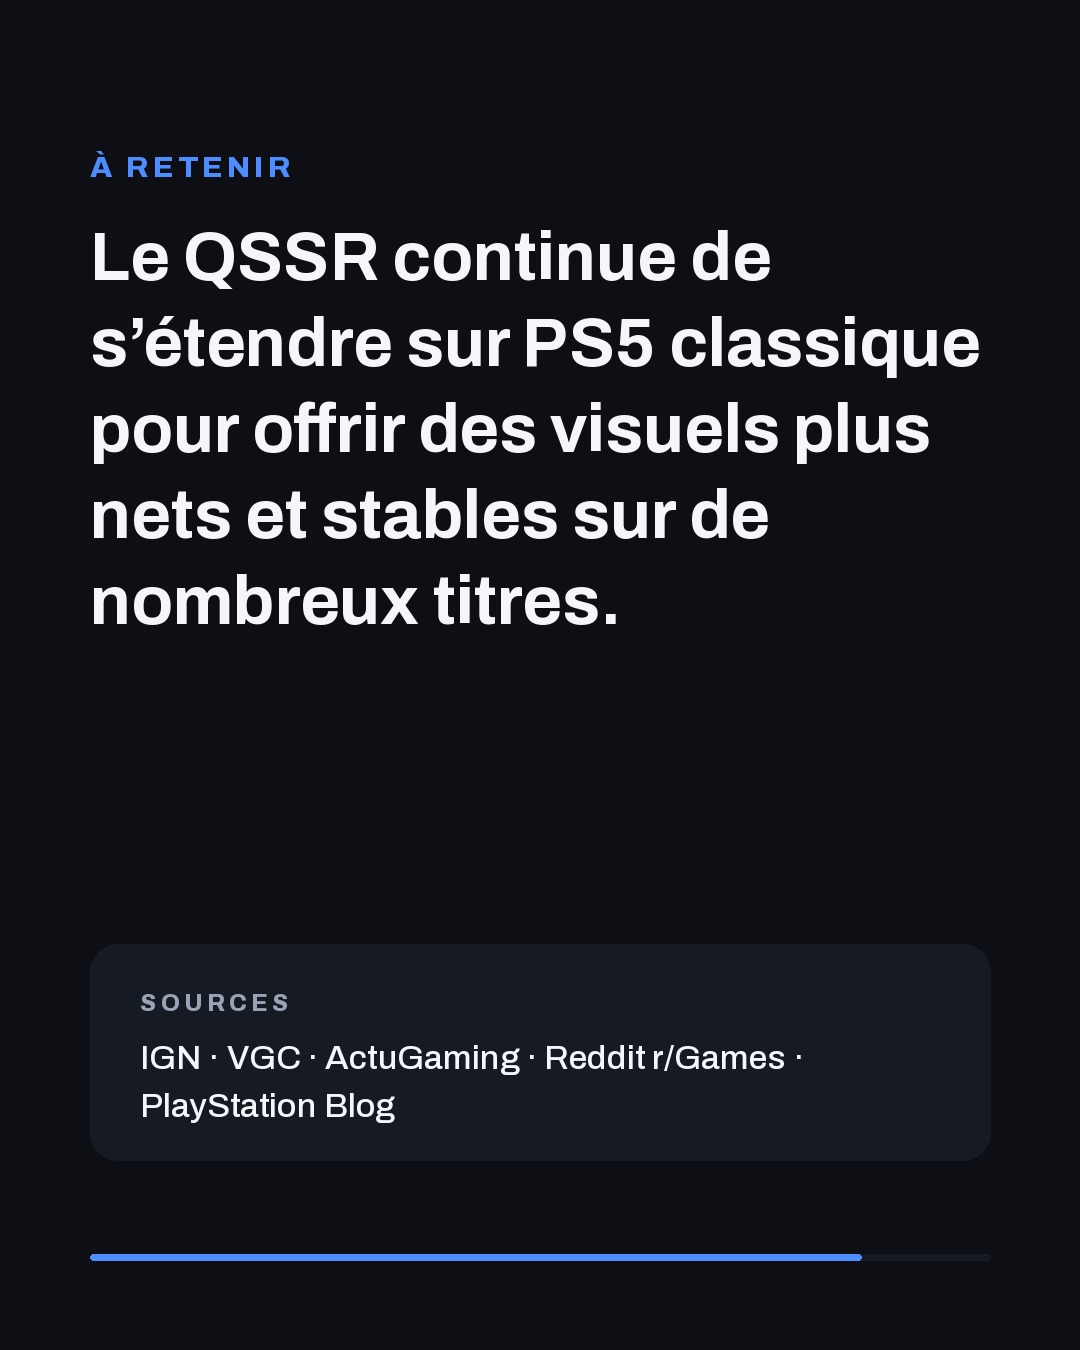 À RETENIR
Le QSSR continue de
s’étendre sur PS5 classique
pour offrir des visuels plus
nets et stables sur de
nombreux titres.
SOURCES
IGN · VGC · ActuGaming · Reddit r/Games ·
PlayStation Blog